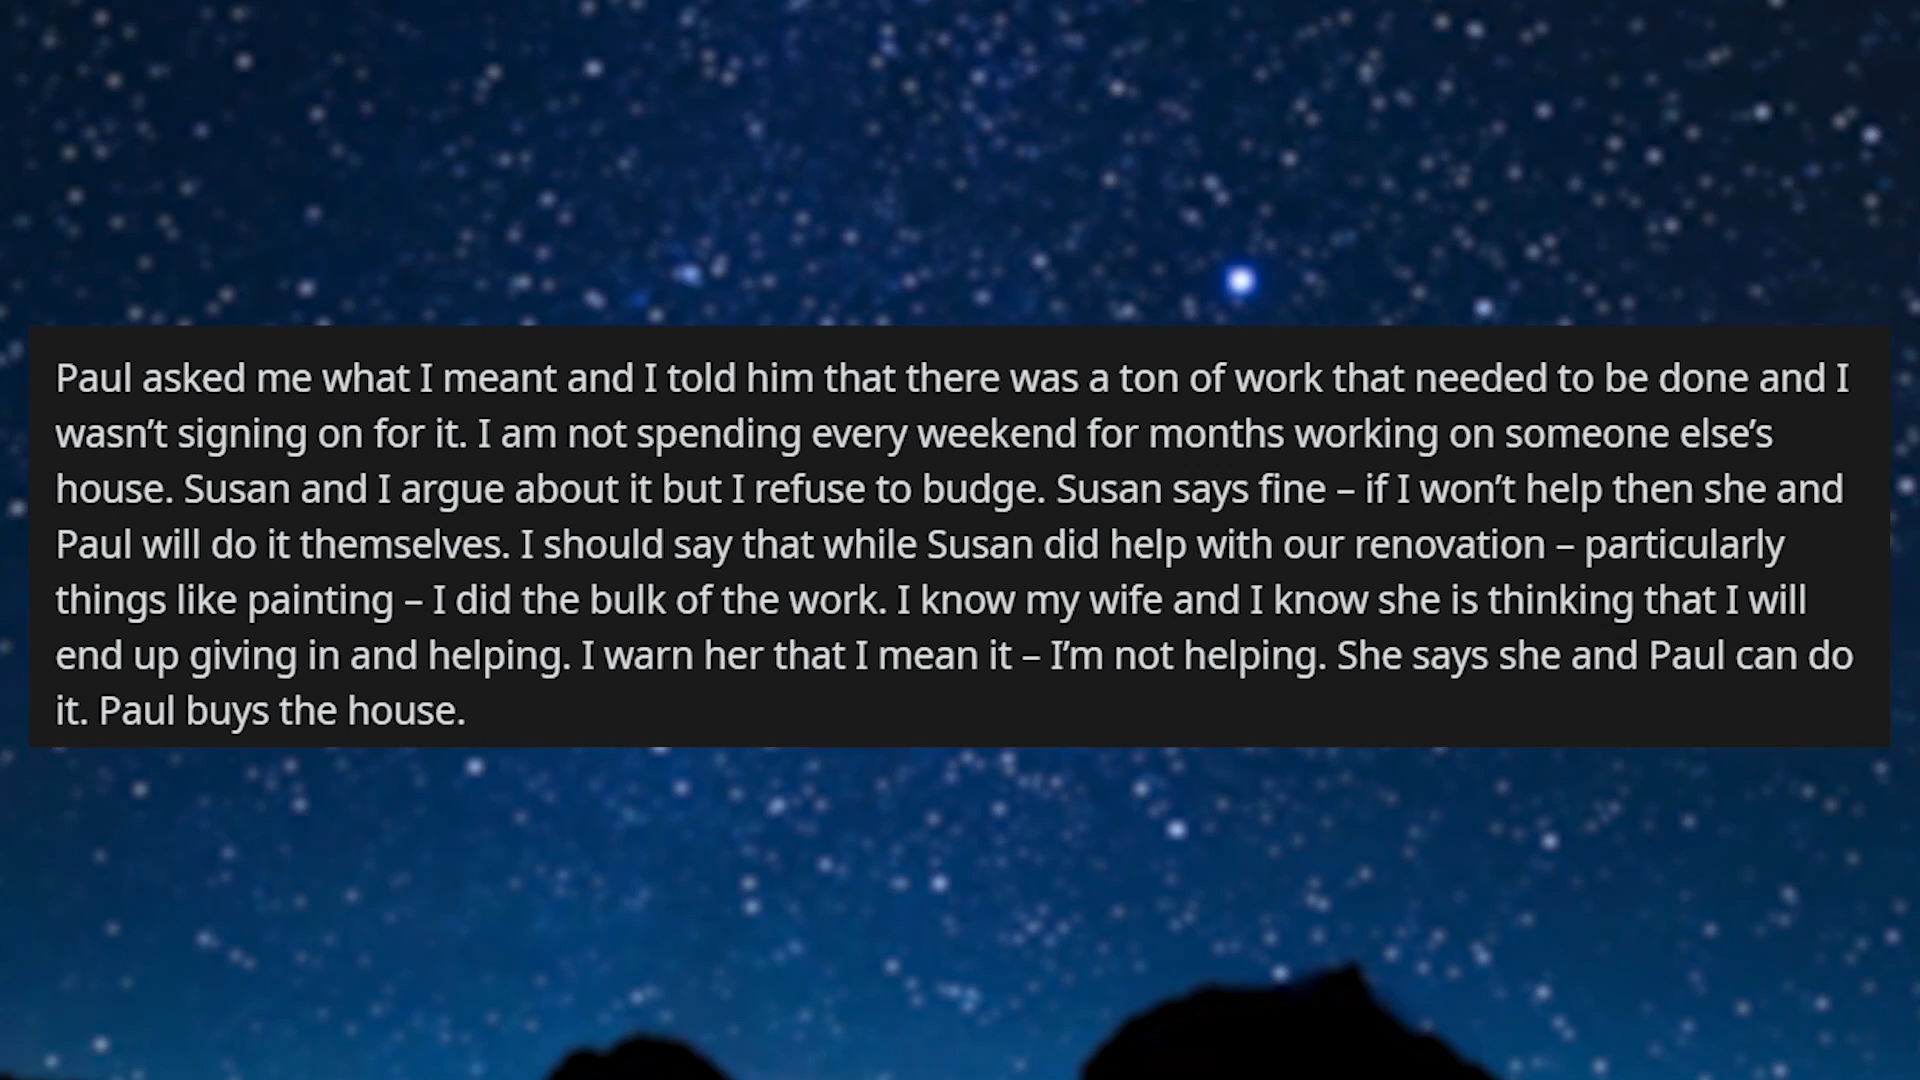 Paul asked me what I meant and I told him that there was a ton of work that needed to be done and I
wasn’t signing on for it. I am not spending every weekend for months working on someone else’s
house. Susan and I argue about it but I refuse to budge. Susan says fine – if I won’t help then she and
Paul will do it themselves. I should say that while Susan did help with our renovation – particularly
things like painting – I did the bulk of the work. I know my wife and I know she is thinking that I will
end up giving in and helping. I warn her that I mean it – I’m not helping. She says she and Paul can do
it. Paul buys the house.